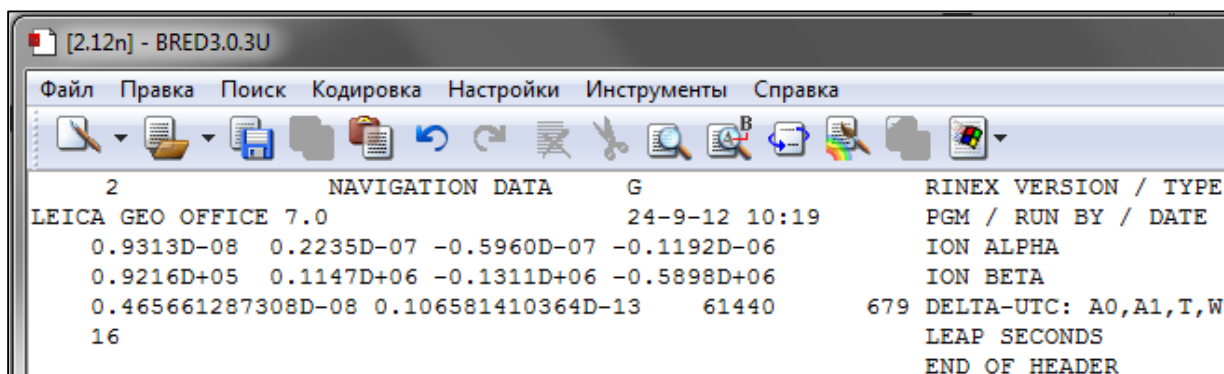 [2.12n] - BRED3.0.3U
Файл Правка Поиск Кодировка Настройки Инструменты Справка
B
A
2 NAVIGATION DATA G RINEX VERSION / TYPE
LEICA GEO OFFICE 7.0 24-9-12 10:19 PGM / RUN BY / DATE
0.9313D-08 0.2235D-07 -0.5960D-07 -0.1192D-06 ION ALPHA
0.9216D+05 0.1147D+06 -0.1311D+06 -0.5898D+06 ION BETA
0.465661287308D-08 0.106581410364D-13 61440 679 DELTA-UTC: A0,A1,T,W
16 LEAP SECONDS
END OF HEADER